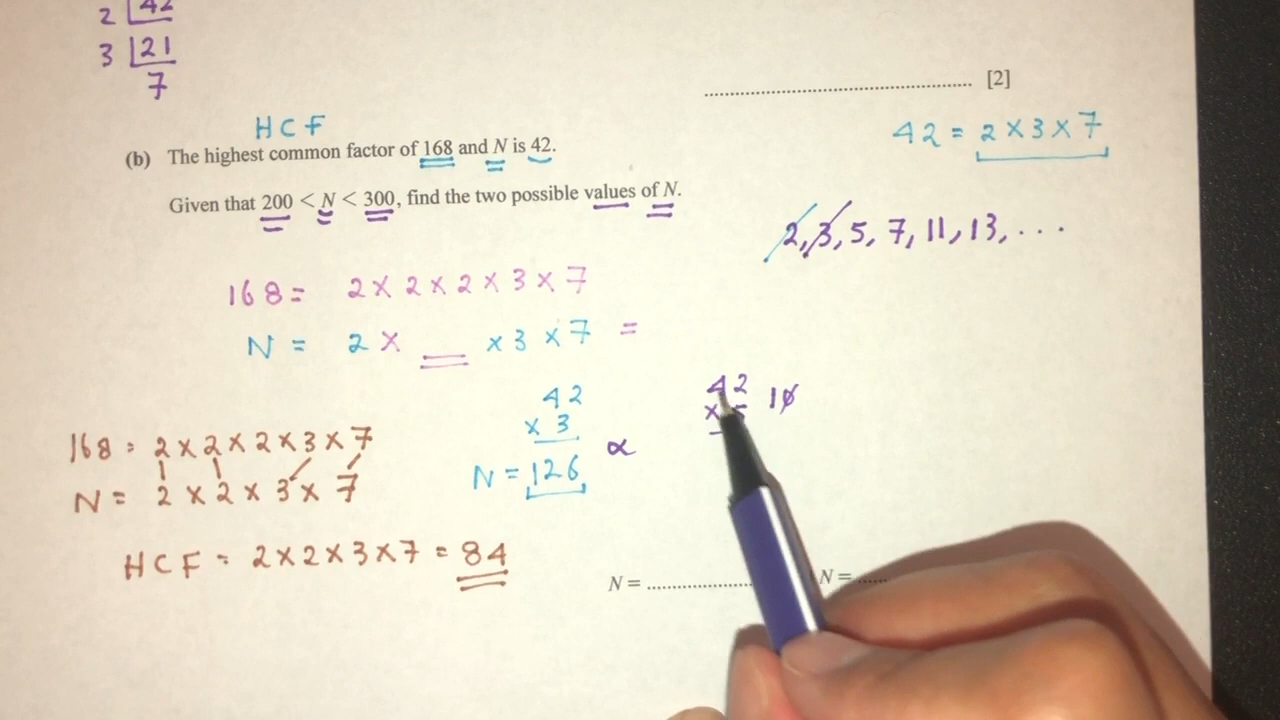 2 42
3 21
7
[2]
HCF
42 = 2 × 3 × 7
(b) The highest common factor of 168 and N is 42.
Given that 200 < N < 300, find the two possible values of N.
2, 3, 5, 7, 11, 13, ...
168 = 2 × 2 × 2 × 3 × 7
N = 2 × __ × 3 × 7 =
42
× 3
N = 126
42 10
×
168 = 2 × 2 × 2 × 3 × 7
N = 2 × 2 × 3 × 7
HCF = 2 × 2 × 3 × 7 = 84
N = .................... N = ......